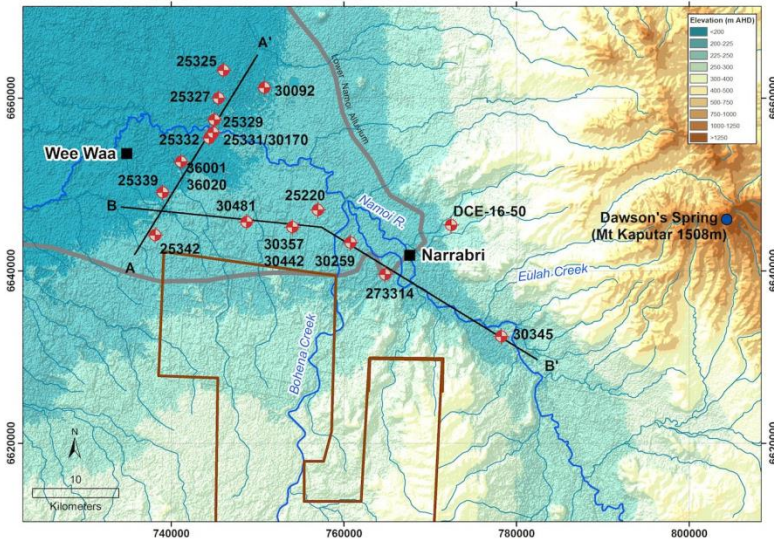 Elevation (m AHD)
<200
200-225
225-250
250-300
300-400
400-500
500-750
750-1000
1000-1250
>1250
A'
25325
30092
25327
Lower Namoi Alluvium
6660000
6660000
25329
25332
25331/30170
Wee Waa
36001
36020
25339
25220
B
30481
Namoi R.
DCE-16-50
Dawson's Spring
(Mt Kaputar 1508m)
25342
30357
30442
30259
Narrabri
A
6640000
6640000
Eulah Creek
273314
Bohena Creek
30345
B'
6620000
6620000
N
10
Kilometers
740000
760000
780000
800000